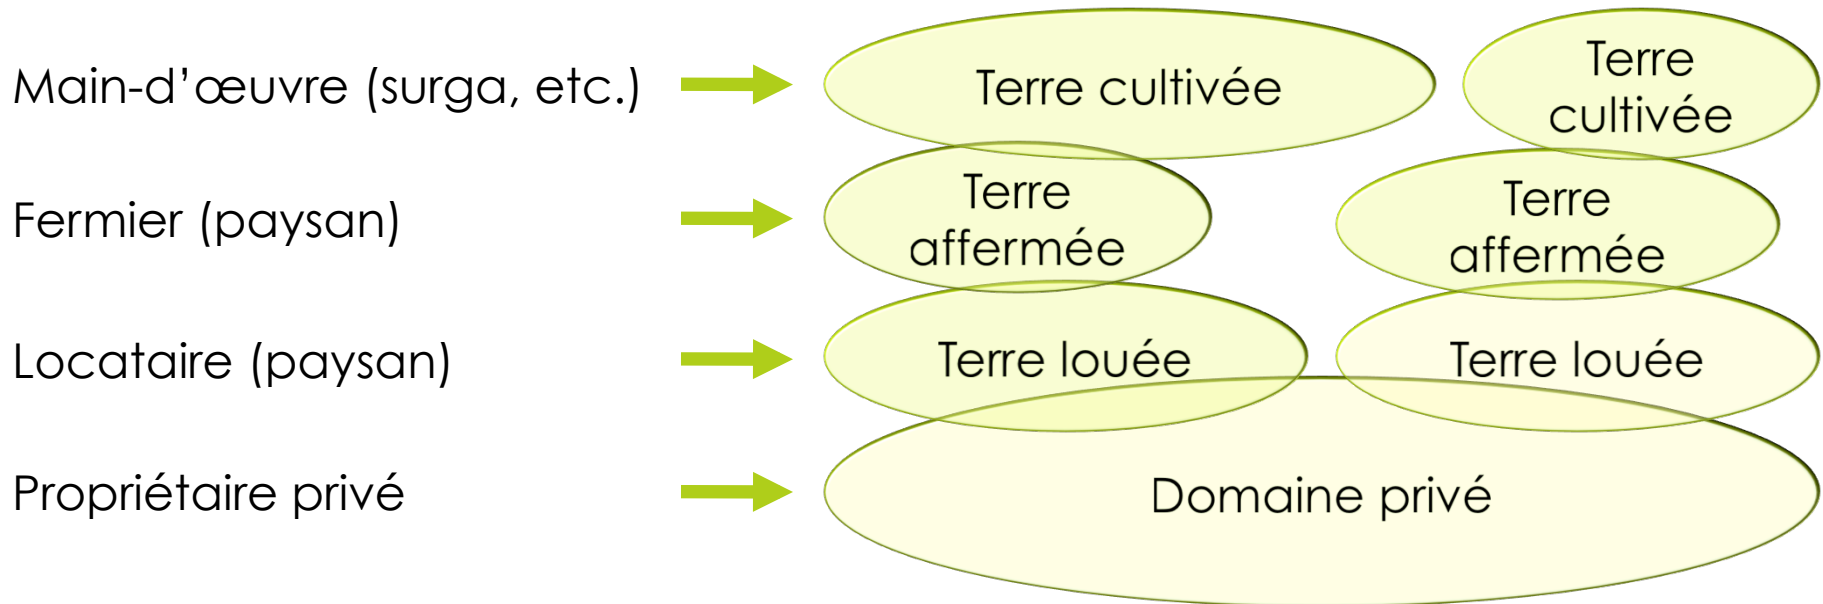 Main-d’œuvre (surga, etc.)
Terre cultivée
Terre
cultivée
Fermier (paysan)
Terre
affermée
Terre
affermée
Locataire (paysan)
Terre louée
Terre louée
Propriétaire privé
Domaine privé